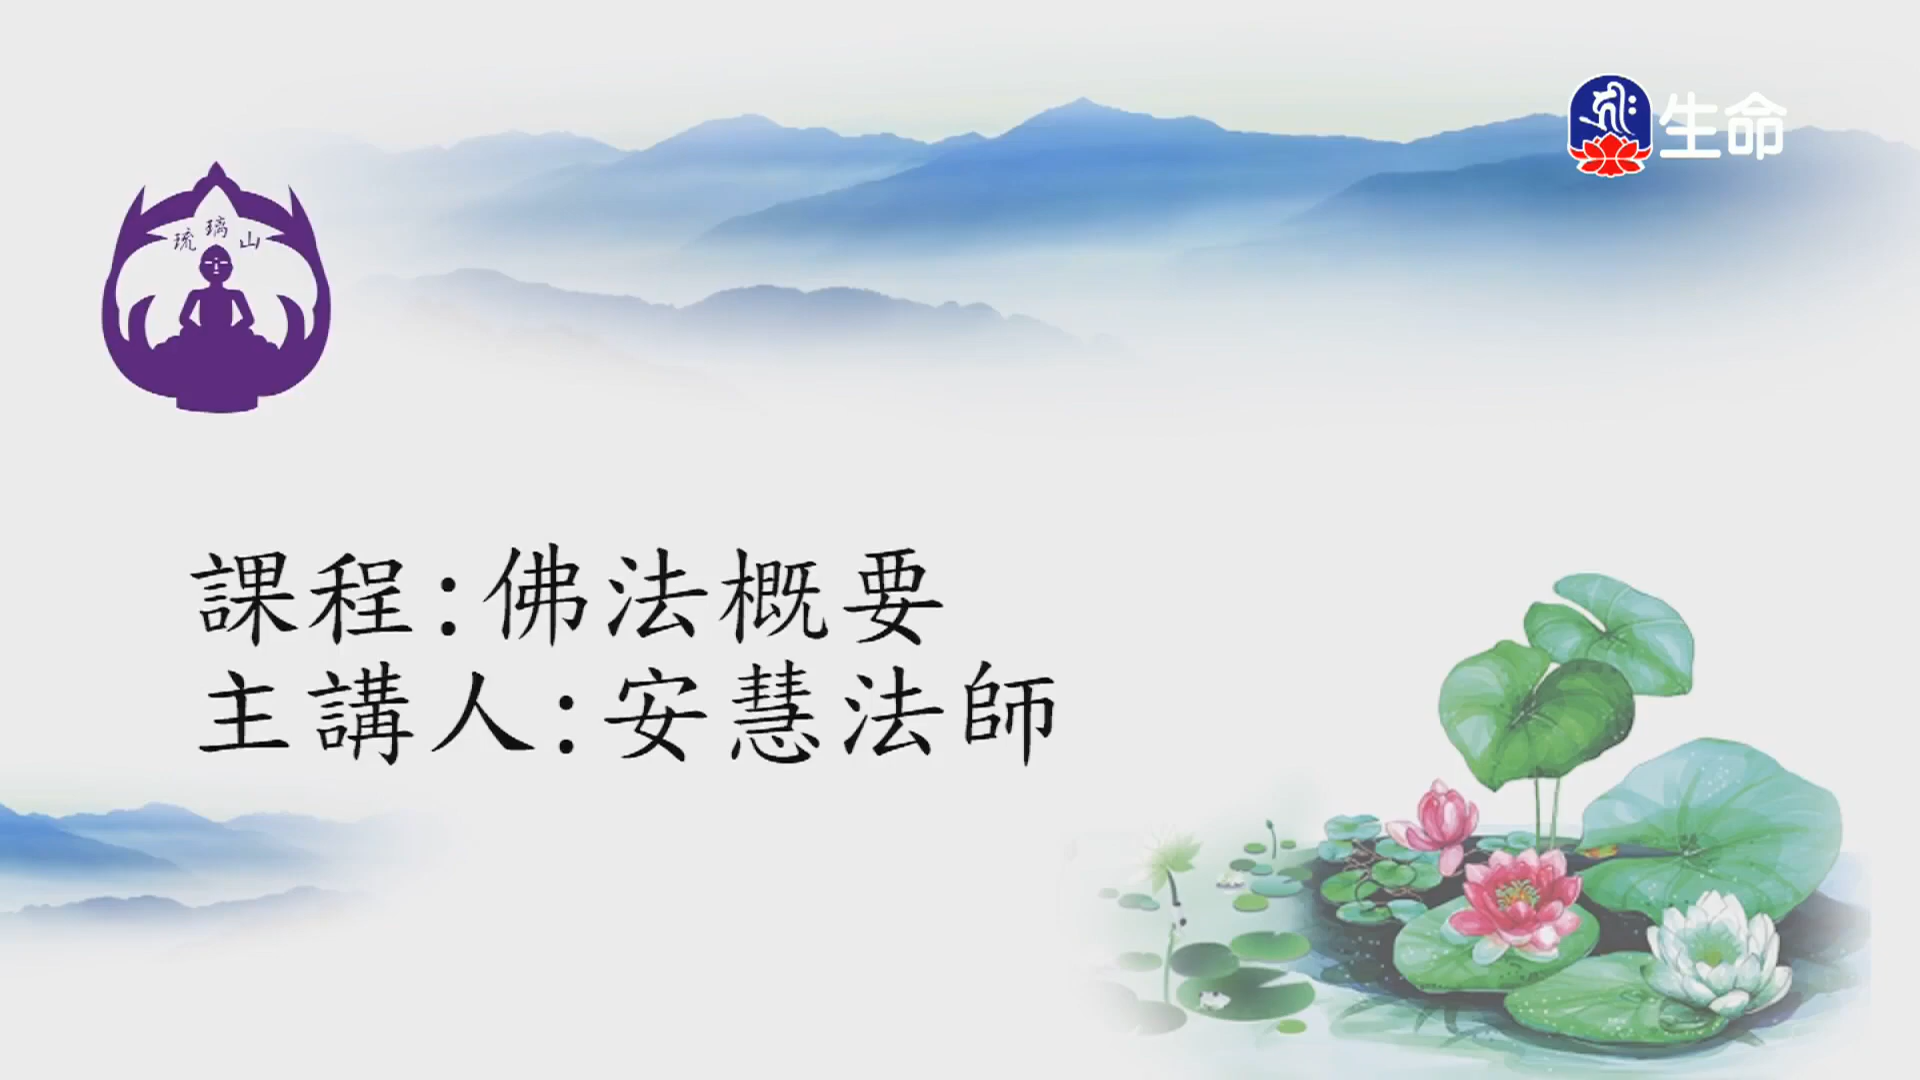 生命
琉璃山
課程:佛法概要
主講人:安慧法師